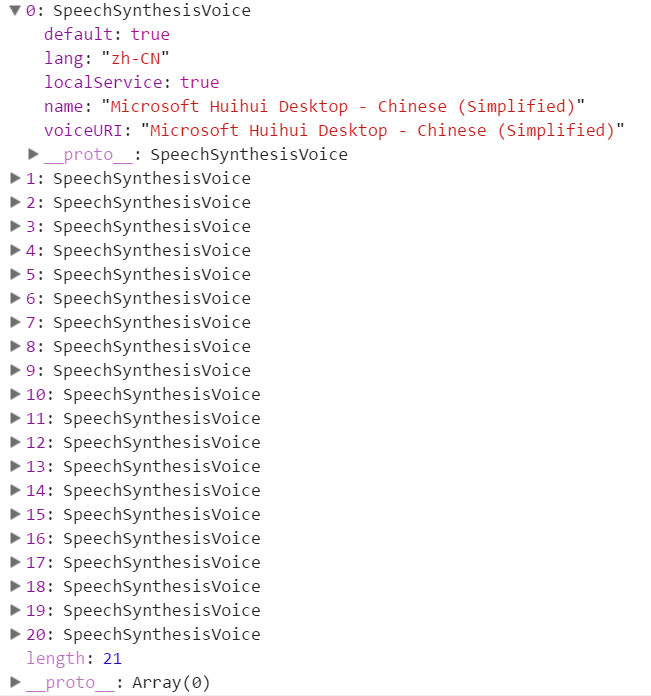 ▼0: SpeechSynthesisVoice
default: true
lang: "zh-CN"
localService: true
name: "Microsoft Huihui Desktop - Chinese (Simplified)"
voiceURI: "Microsoft Huihui Desktop - Chinese (Simplified)"
▶__proto__: SpeechSynthesisVoice
▶1: SpeechSynthesisVoice
▶2: SpeechSynthesisVoice
▶3: SpeechSynthesisVoice
▶4: SpeechSynthesisVoice
▶5: SpeechSynthesisVoice
▶6: SpeechSynthesisVoice
▶7: SpeechSynthesisVoice
▶8: SpeechSynthesisVoice
▶9: SpeechSynthesisVoice
▶10: SpeechSynthesisVoice
▶11: SpeechSynthesisVoice
▶12: SpeechSynthesisVoice
▶13: SpeechSynthesisVoice
▶14: SpeechSynthesisVoice
▶15: SpeechSynthesisVoice
▶16: SpeechSynthesisVoice
▶17: SpeechSynthesisVoice
▶18: SpeechSynthesisVoice
▶19: SpeechSynthesisVoice
▶20: SpeechSynthesisVoice
length: 21
▶__proto__: Array(0)